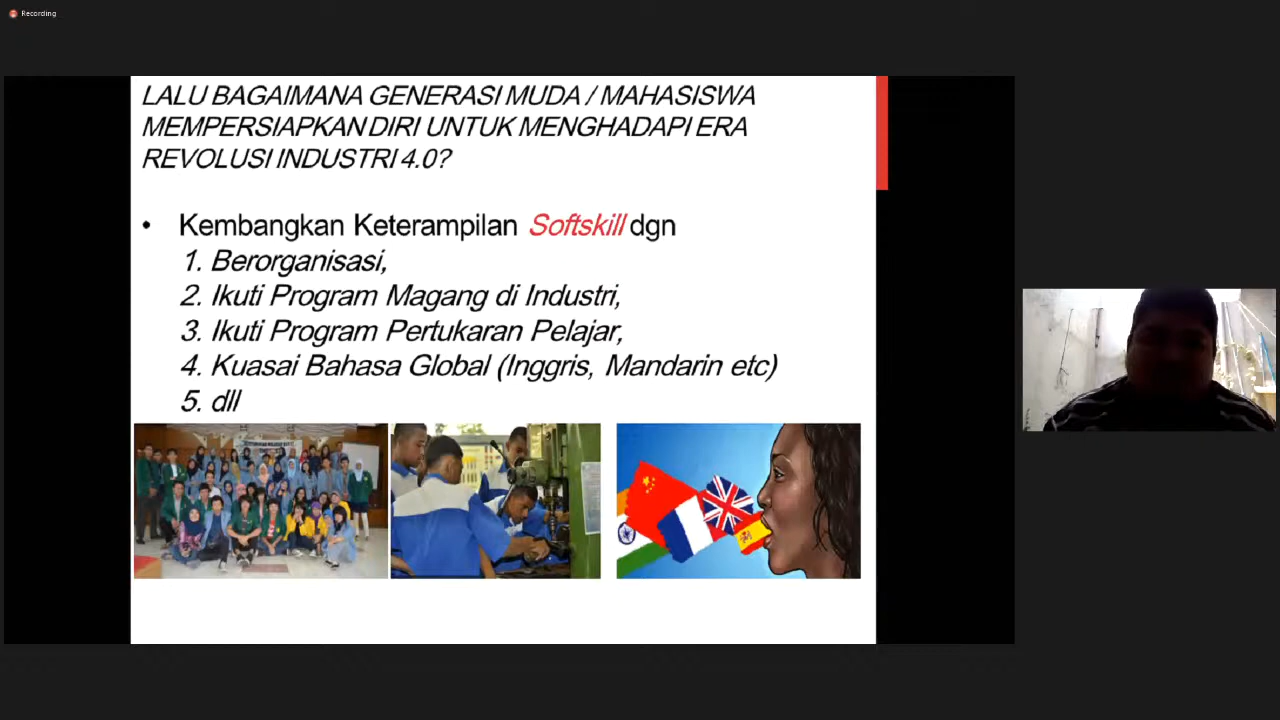 Recording
LALU BAGAIMANA GENERASI MUDA / MAHASISWA
MEMPERSIAPKAN DIRI UNTUK MENGHADAPI ERA
REVOLUSI INDUSTRI 4.0?
• Kembangkan Keterampilan Softskill dgn
1. Berorganisasi,
2. Ikuti Program Magang di Industri,
3. Ikuti Program Pertukaran Pelajar,
4. Kuasai Bahasa Global (Inggris, Mandarin etc)
5. dll